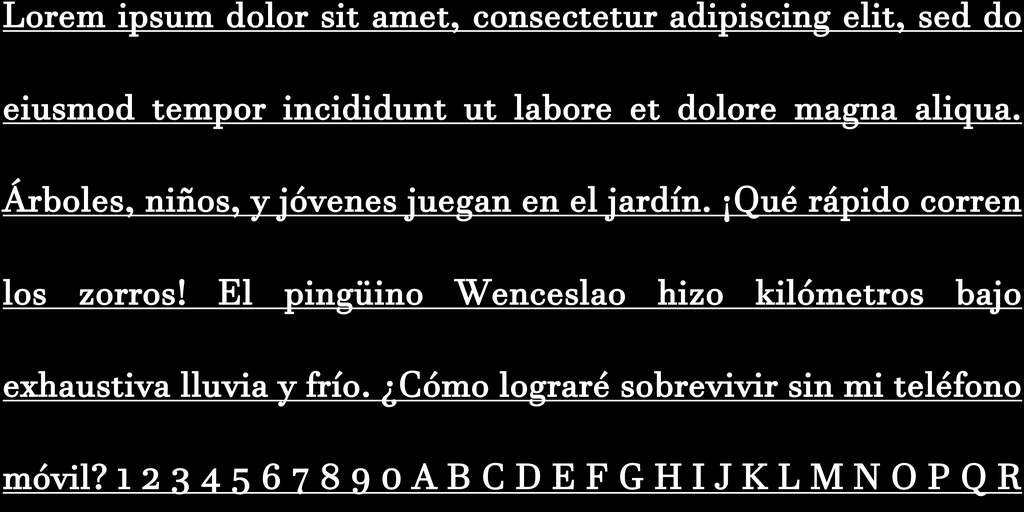 Lorem ipsum dolor sit amet, consectetur adipiscing elit, sed do
eiusmod tempor incididunt ut labore et dolore magna aliqua.
Árboles, niños, y jóvenes juegan en el jardín. ¡Qué rápido corren
los zorros! El pingüino Wenceslao hizo kilómetros bajo
exhaustiva lluvia y frío. ¿Cómo lograré sobrevivir sin mi teléfono
móvil? 1 2 3 4 5 6 7 8 9 0 A B C D E F G H I J K L M N O P Q R